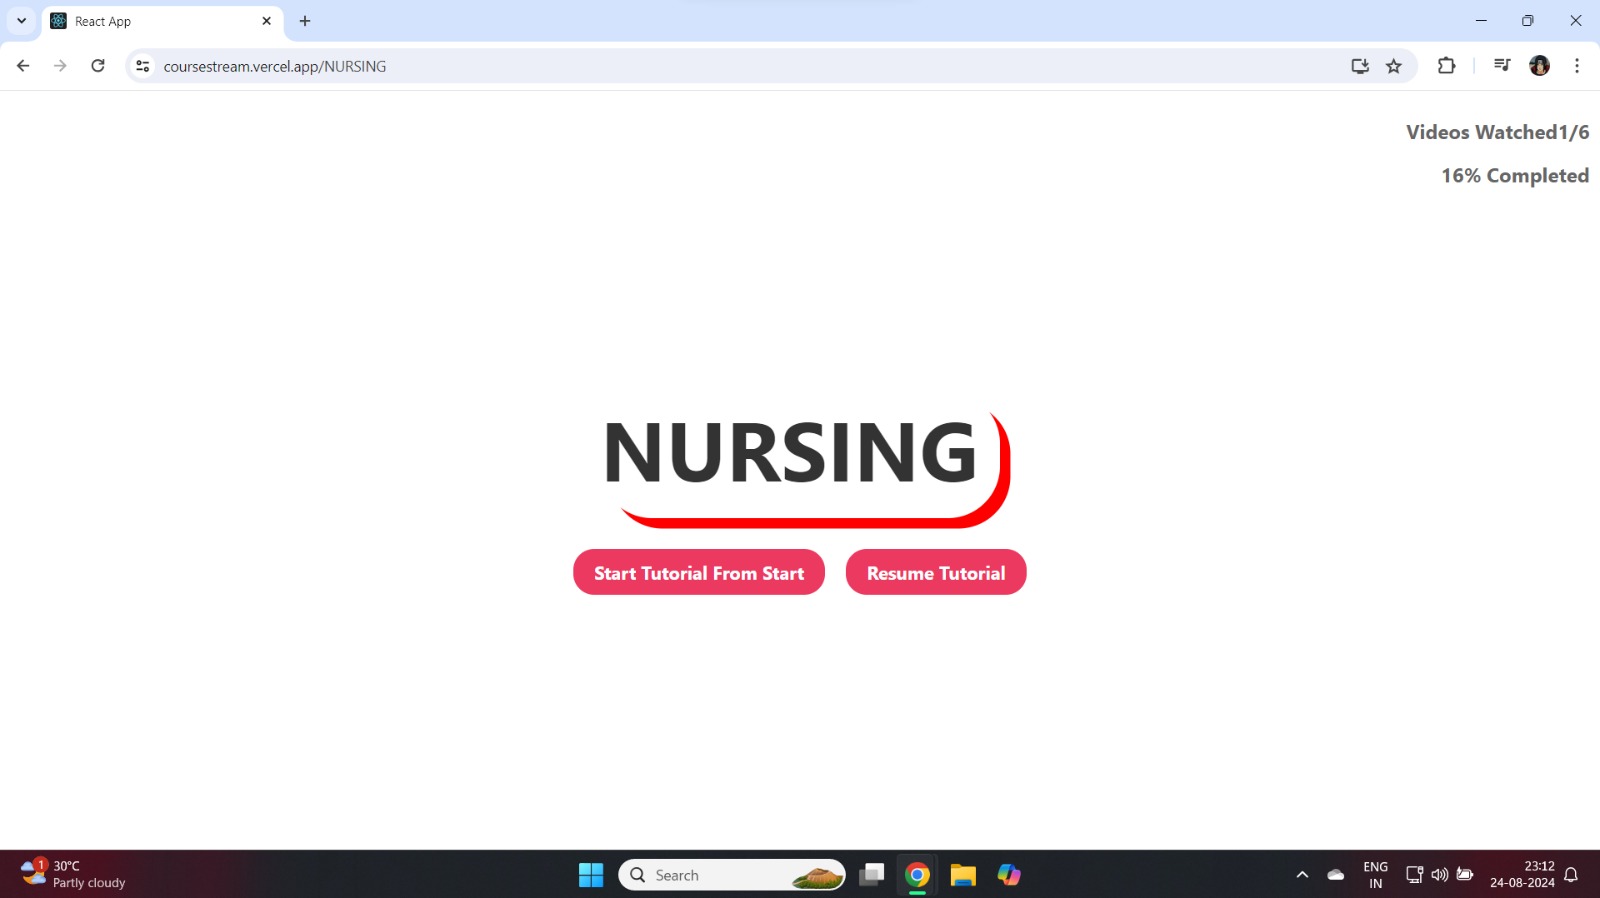 React App
coursestream.vercel.app/NURSING
Videos Watched1/6
16% Completed
NURSING
Start Tutorial From Start
Resume Tutorial
1
30°C
Partly cloudy
Search
ENG
IN
23:12
24-08-2024